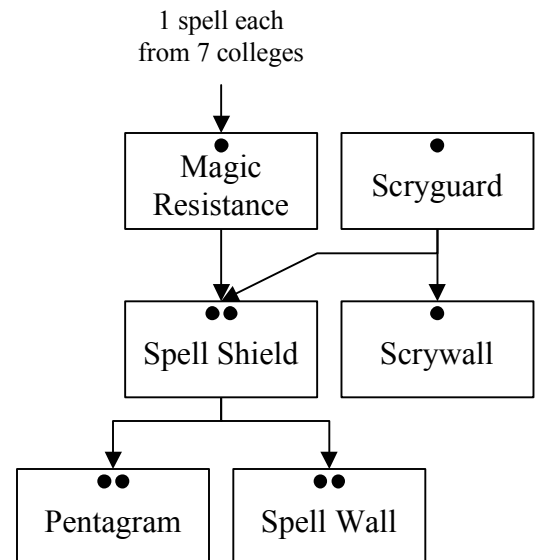 1 spell each
from 7 colleges
Magic
Resistance
Scryguard
Spell Shield
Scrywall
Pentagram
Spell Wall